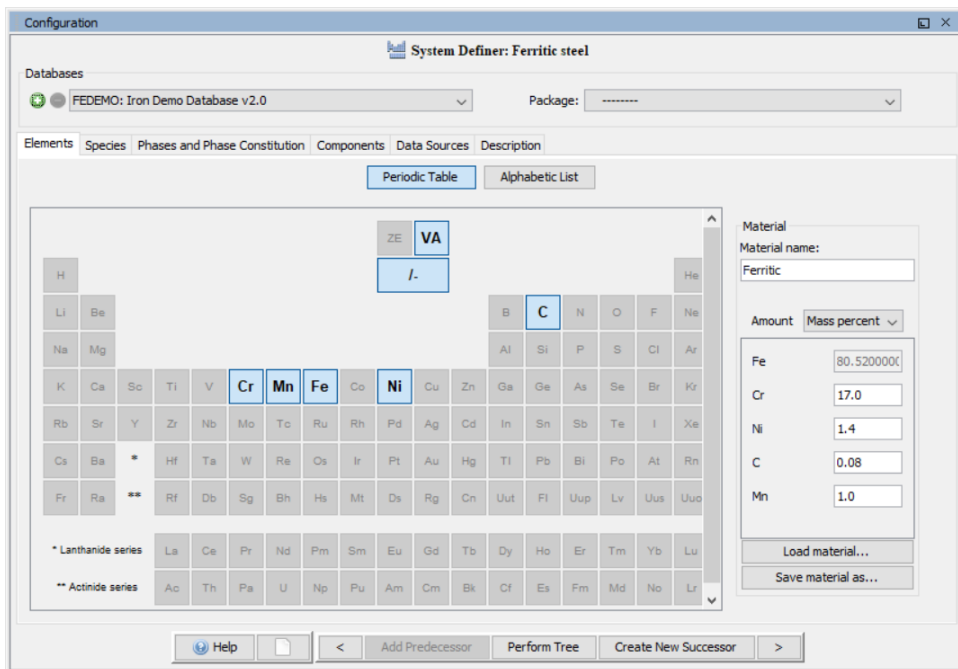 Configuration
System Definer: Ferritic steel
Databases
FEDEMO: Iron Demo Database v2.0 Package: --------
Elements Species Phases and Phase Constitution Components Data Sources Description
Periodic Table Alphabetic List
ZE VA
/-
H He
Li Be B C N O F Ne
Na Mg Al Si P S Cl Ar
K Ca Sc Ti V Cr Mn Fe Co Ni Cu Zn Ga Ge As Se Br Kr
Rb Sr Y Zr Nb Mo Tc Ru Rh Pd Ag Cd In Sn Sb Te I Xe
Cs Ba * Hf Ta W Re Os Ir Pt Au Hg Tl Pb Bi Po At Rn
Fr Ra ** Rf Db Sg Bh Hs Mt Ds Rg Cn Uut Fl Uup Lv Uus Uuo
* Lanthanide series La Ce Pr Nd Pm Sm Eu Gd Tb Dy Ho Er Tm Yb Lu
** Actinide series Ac Th Pa U Np Pu Am Cm Bk Cf Es Fm Md No Lr
Material
Material name:
Ferritic
Amount Mass percent
Fe 80.5200000
Cr 17.0
Ni 1.4
C 0.08
Mn 1.0
Load material...
Save material as...
Help < Add Predecessor Perform Tree Create New Successor >